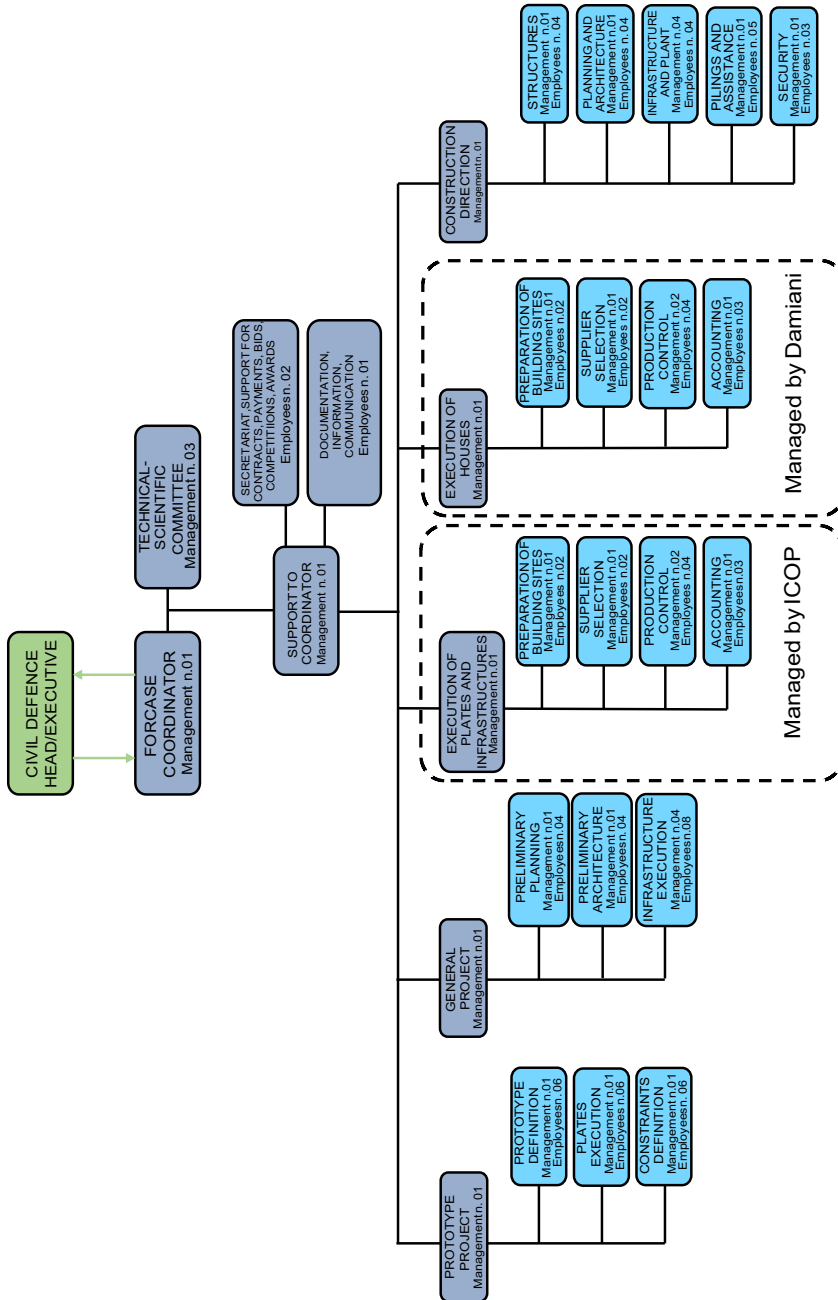 CIVIL DEFENCE
HEAD/EXECUTIVE
FORCASE
COORDINATOR
Management n.01
TECHNICAL-
SCIENTIFIC
COMMITTEE
Management n. 03
SUPPORT TO
COORDINATOR
Management n.01
SECRETARIAT, SUPPORT FOR
CONTRACTS, PAYMENTS, BIDS,
COMPETITIIONS, AWARDS
Employees n. 02
DOCUMENTATION,
INFORMATION,
COMMUNICATION
Employees n. 01
PROTOTYPE
PROJECT
Management n. 01
PROTOTYPE
DEFINITION
Management n.01
Employees n. 06
PLATES
EXECUTION
Management n.01
Employees n.06
CONSTRAINTS
DEFINITION
Management n.01
Employees n. 06
GENERAL
PROJECT
Management n.01
PRELIMINARY
PLANNING
Management n.01
Employees n.04
PRELIMINARY
ARCHITECTURE
Management n.01
Employees n.04
INFRASTRUCTURE
EXECUTION
Management n.04
Employees n.08
EXECUTION OF
PLATES AND
INFRASTRUCTURES
Management n.01
PREPARATION OF
BUILDING SITES
Management n.01
Employees n.02
SUPPLIER
SELECTION
Management n.01
Employees n.02
PRODUCTION
CONTROL
Management n.02
Employees n.04
ACCOUNTING
Management n.01
Employees n.03
Managed by ICOP
EXECUTION OF
HOUSES
Management n.01
PREPARATION OF
BUILDING SITES
Management n.01
Employees n.02
SUPPLIER
SELECTION
Management n.01
Employees n.02
PRODUCTION
CONTROL
Management n.02
Employees n.04
ACCOUNTING
Management n.01
Employees n.03
Managed by Damiani
CONSTRUCTION
DIRECTION
Management n. 01
STRUCTURES
Management n.01
Employees n. 04
PLANNING AND
ARCHITECTURE
Management n.01
Employees n. 04
INFRASTRUCTURE
AND PLANT
Management n.04
Employees n. 04
PILINGS AND
ASSISTANCE
Management n.01
Employees n.05
SECURITY
Management n.01
Employees n.03